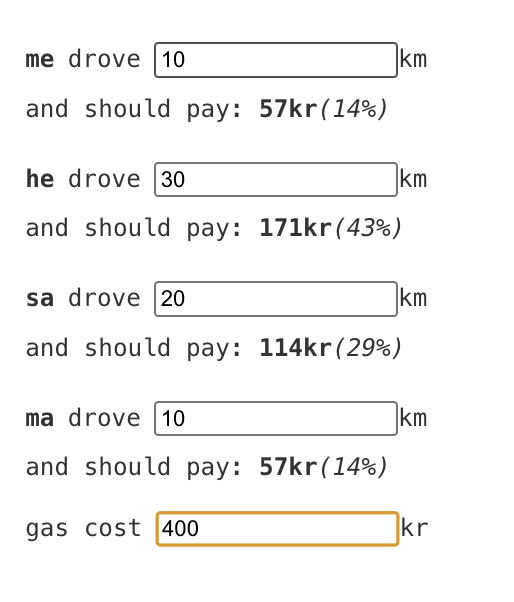 me drove 10 km
and should pay: 57kr(14%)
he drove 30 km
and should pay: 171kr(43%)
sa drove 20 km
and should pay: 114kr(29%)
ma drove 10 km
and should pay: 57kr(14%)
gas cost 400 kr